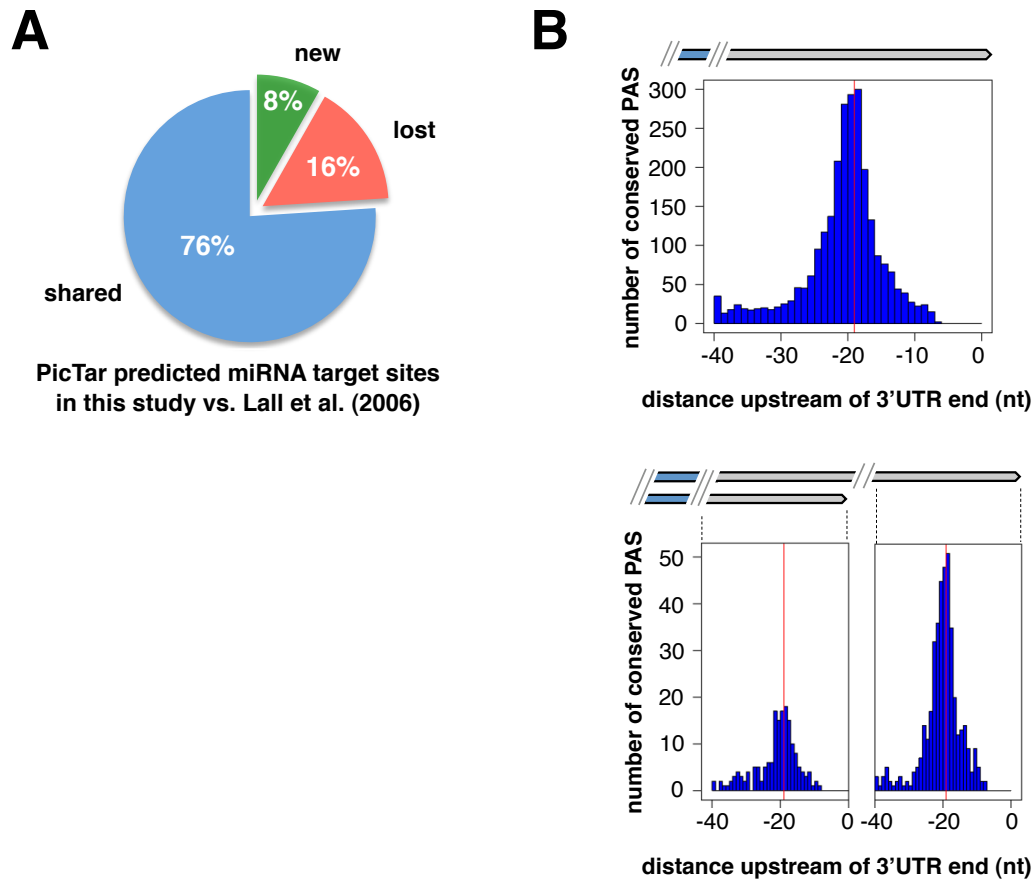 A
new
8%
lost
16%
76%
shared
PicTar predicted miRNA target sites
in this study vs. Lall et al. (2006)
B
number of conserved PAS
300
250
200
150
100
50
0
-40
-30
-20
-10
0
distance upstream of 3'UTR end (nt)
number of conserved PAS
50
40
30
20
10
0
-40
-20
0
-40
-20
0
distance upstream of 3'UTR end (nt)